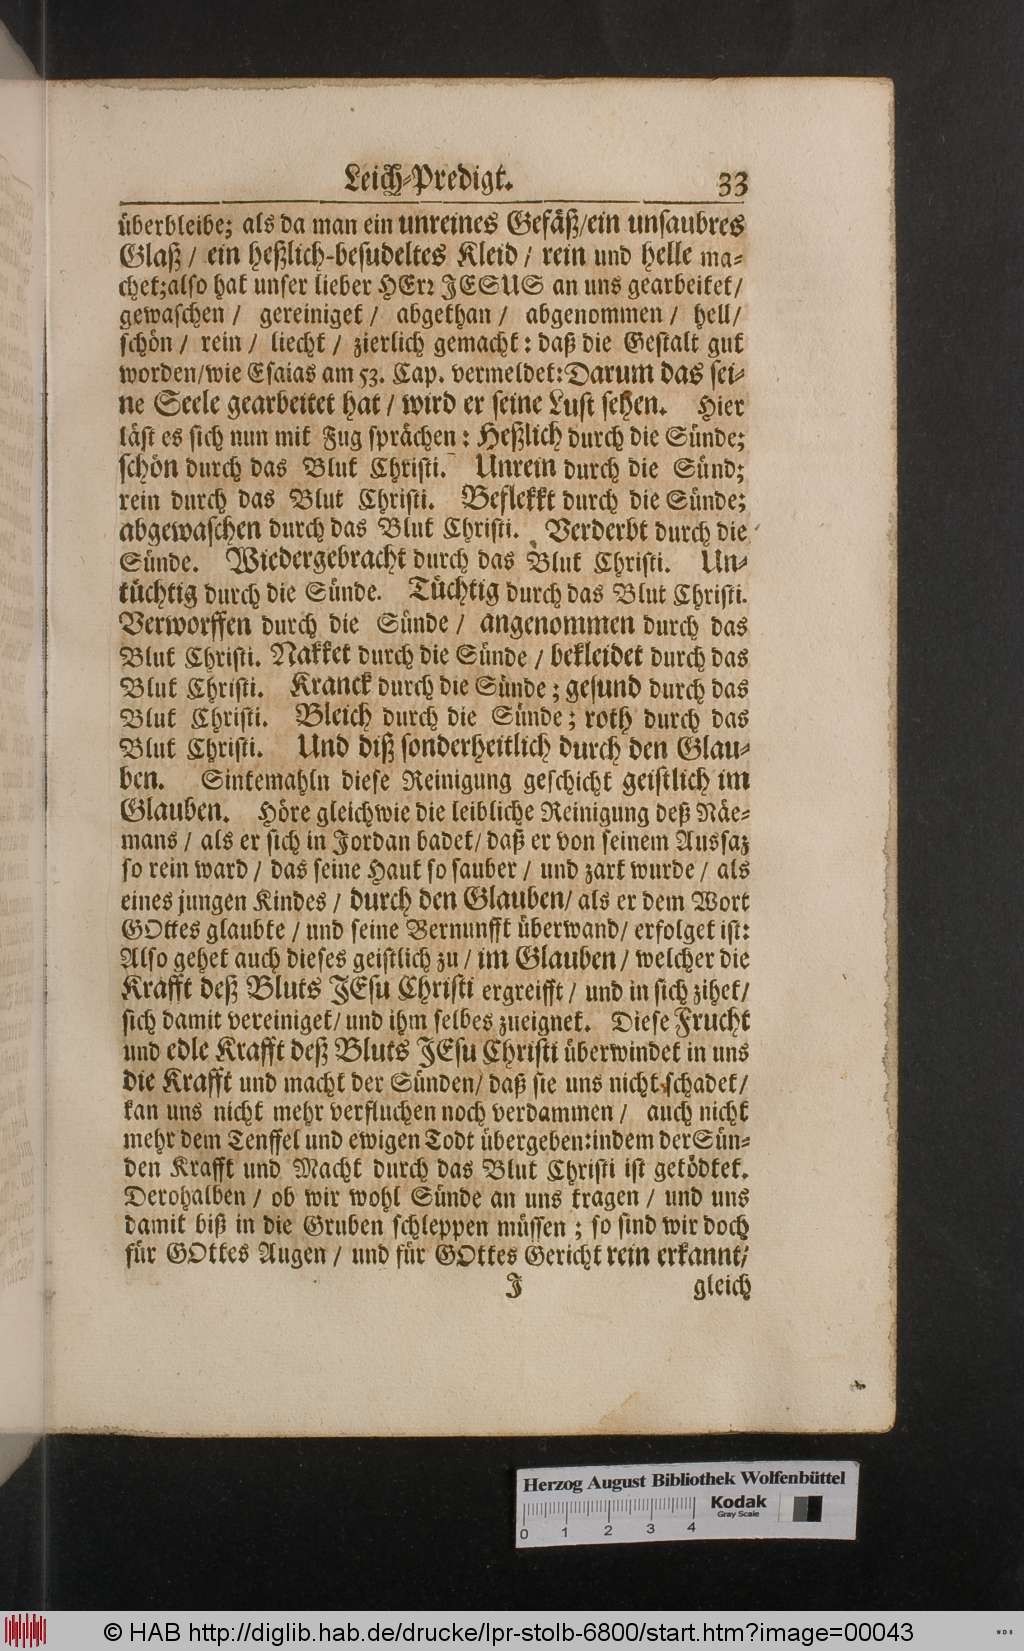 Leich-Predigt. 33
überbleibe; als da man ein unreines Gefäß/ein unsaubres
Glaß / ein heßlich-besudeltes Kleid / rein und helle ma-
chet;also hat unser lieber HErr JESUS an uns gearbeitet/
gewaschen / gereiniget / abgethan / abgenommen / hell/
schön / rein / liecht / zierlich gemacht: daß die Gestalt gut
worden/wie Esaias am 53. Cap. vermeldet:Darum das sei-
ne Seele gearbeitet hat / wird er seine Lust sehen. Hier
läst es sich nun mit Fug sprächen: Heßlich durch die Sünde;
schön durch das Blut Christi. Unrein durch die Sünd;
rein durch das Blut Christi. Beflekkt durch die Sünde;
abgewaschen durch das Blut Christi. Verderbt durch die
Sünde. Wiedergebracht durch das Blut Christi. Un-
tüchtig durch die Sünde. Tüchtig durch das Blut Christi.
Verworffen durch die Sünde / angenommen durch das
Blut Christi. Nakket durch die Sünde / bekleidet durch das
Blut Christi. Kranck durch die Sünde; gesund durch das
Blut Christi. Bleich durch die Sünde; roth durch das
Blut Christi. Und diß sonderheitlich durch den Glau-
ben. Sintemahln diese Reinigung geschicht geistlich im
Glauben. Höre gleichwie die leibliche Reinigung deß Näe-
mans / als er sich in Jordan badet/ daß er von seinem Aussaz
so rein ward / das seine Haut so sauber / und zart wurde / als
eines jungen Kindes / durch den Glauben/ als er dem Wort
GOttes glaubte / und seine Vernunfft überwand/ erfolget ist:
Also gehet auch dieses geistlich zu / im Glauben / welcher die
Krafft deß Bluts JEsu Christi ergreifft / und in sich zihet/
sich damit vereiniget/ und ihm selbes zueignet. Diese Frucht
und edle Krafft deß Bluts JEsu Christi überwindet in uns
die Krafft und macht der Sünden/ daß sie uns nicht schadet/
kan uns nicht mehr verfluchen noch verdammen / auch nicht
mehr dem Tenffel und ewigen Todt übergeben:indem der Sün-
den Krafft und Macht durch das Blut Christi ist getödtet.
Derohalben / ob wir wohl Sünde an uns tragen / und uns
damit biß in die Gruben schleppen müssen ; so sind wir doch
für GOttes Augen / und für GOttes Gericht rein erkannt/
J gleich
Herzog August Bibliothek Wolfenbüttel
Kodak
Gray Scale
0 1 2 3 4
© HAB http://diglib.hab.de/drucke/lpr-stolb-6800/start.htm?image=00043